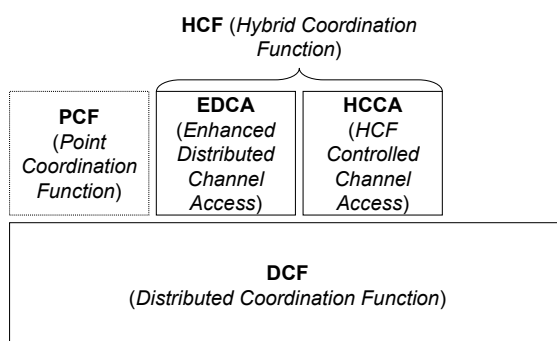 HCF (Hybrid Coordination
Function)
PCF
(Point
Coordination
Function)
EDCA
(Enhanced
Distributed
Channel
Access)
HCCA
(HCF
Controlled
Channel
Access)
DCF
(Distributed Coordination Function)